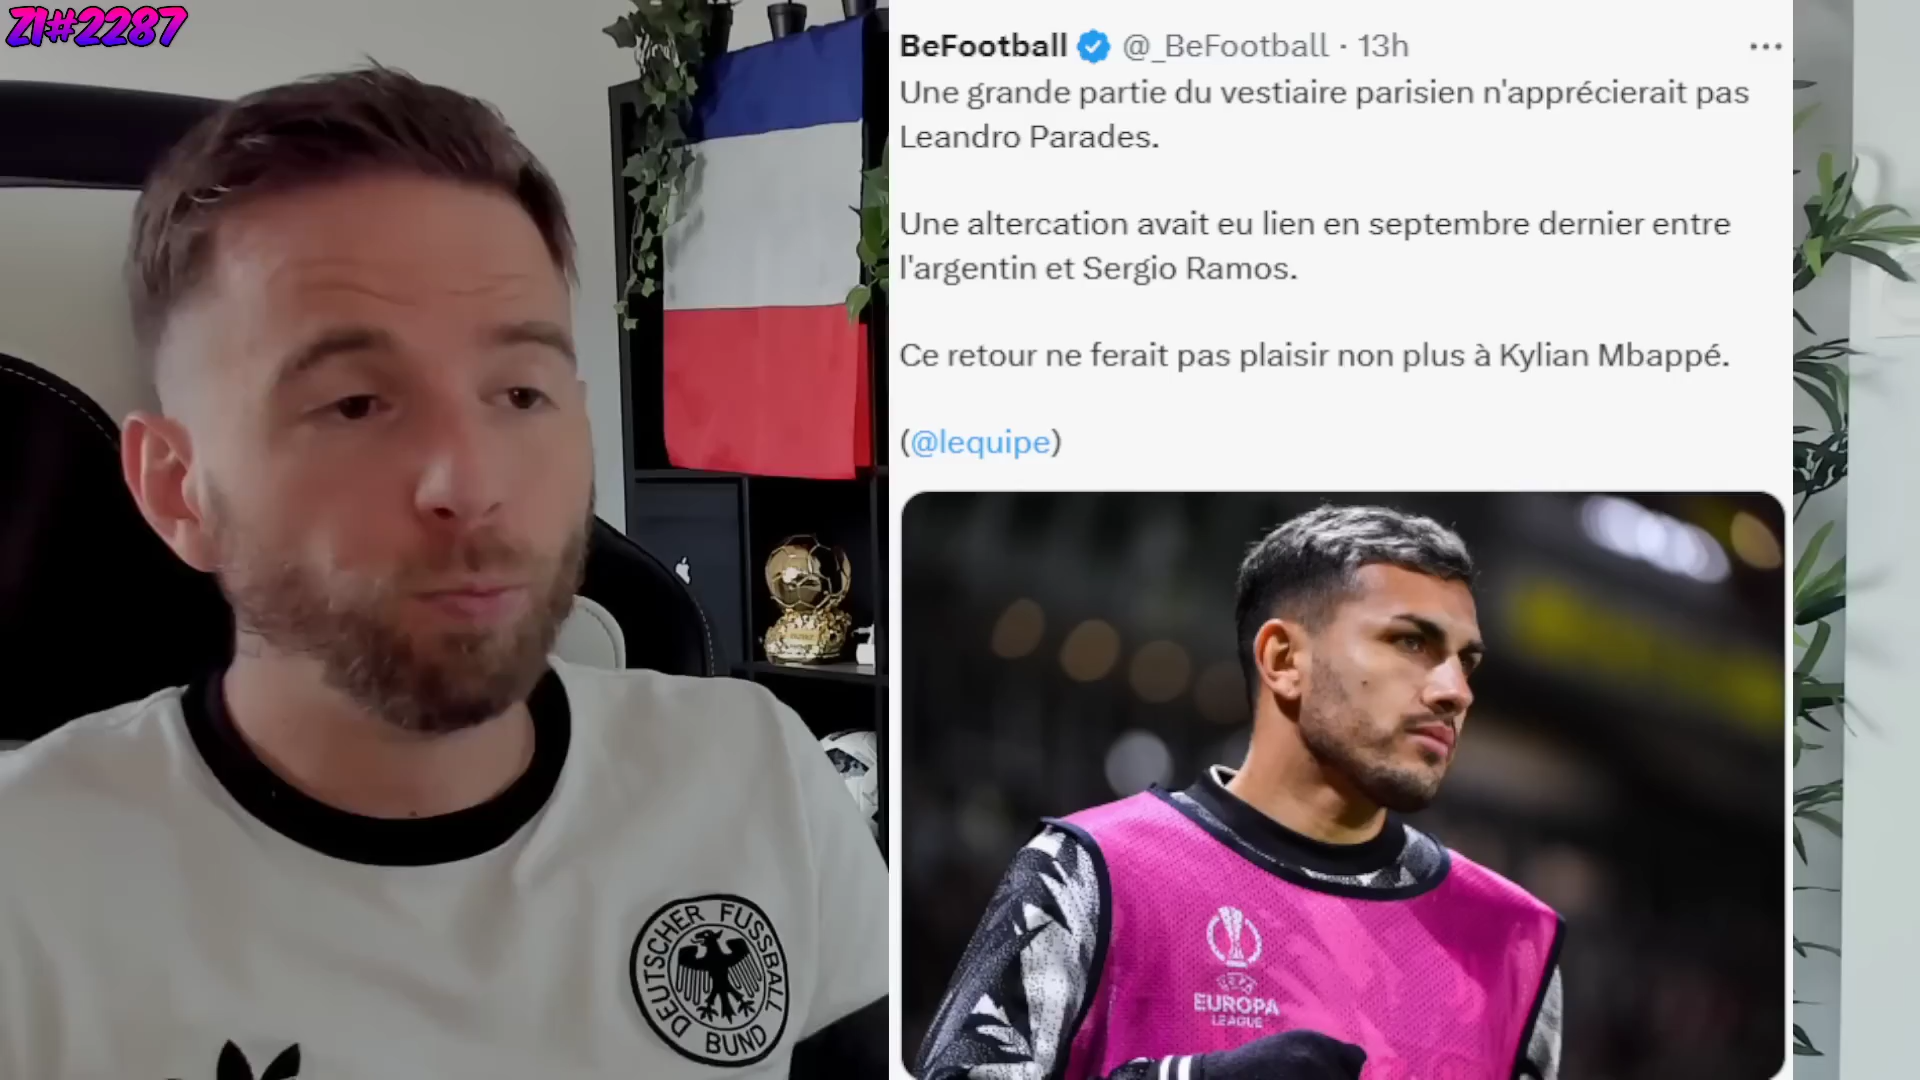 ZI#2287
BeFootball @_BeFootball · 13h
Une grande partie du vestiaire parisien n'apprécierait pas
Leandro Parades.
Une altercation avait eu lien en septembre dernier entre
l'argentin et Sergio Ramos.
Ce retour ne ferait pas plaisir non plus à Kylian Mbappé.
(@lequipe)
DEUTSCHER FUSSBALL
BUND
UEFA
EUROPA
LEAGUE